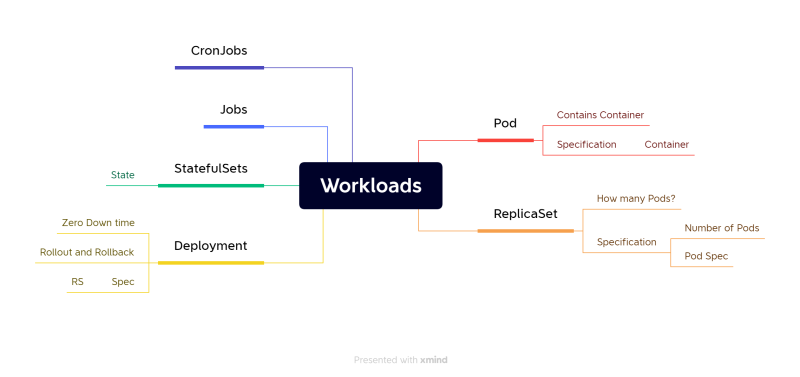 Workloads
Pod
Contains Container
Specification
Container
ReplicaSet
How many Pods?
Specification
Number of Pods
Pod Spec
Deployment
Zero Down time
Rollout and Rollback
Spec
RS
StatefulSets
State
Jobs
CronJobs
Presented with xmind